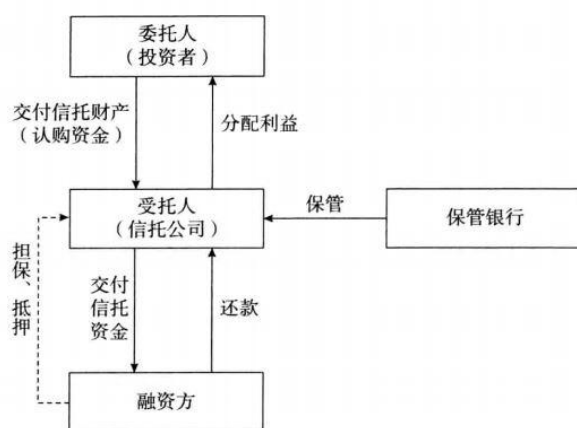 委托人
（投资者）
交付信托财产
（认购资金）
分配利益
受托人
（信托公司）
保管
保管银行
担保、抵押
交付
信托
资金
还款
融资方